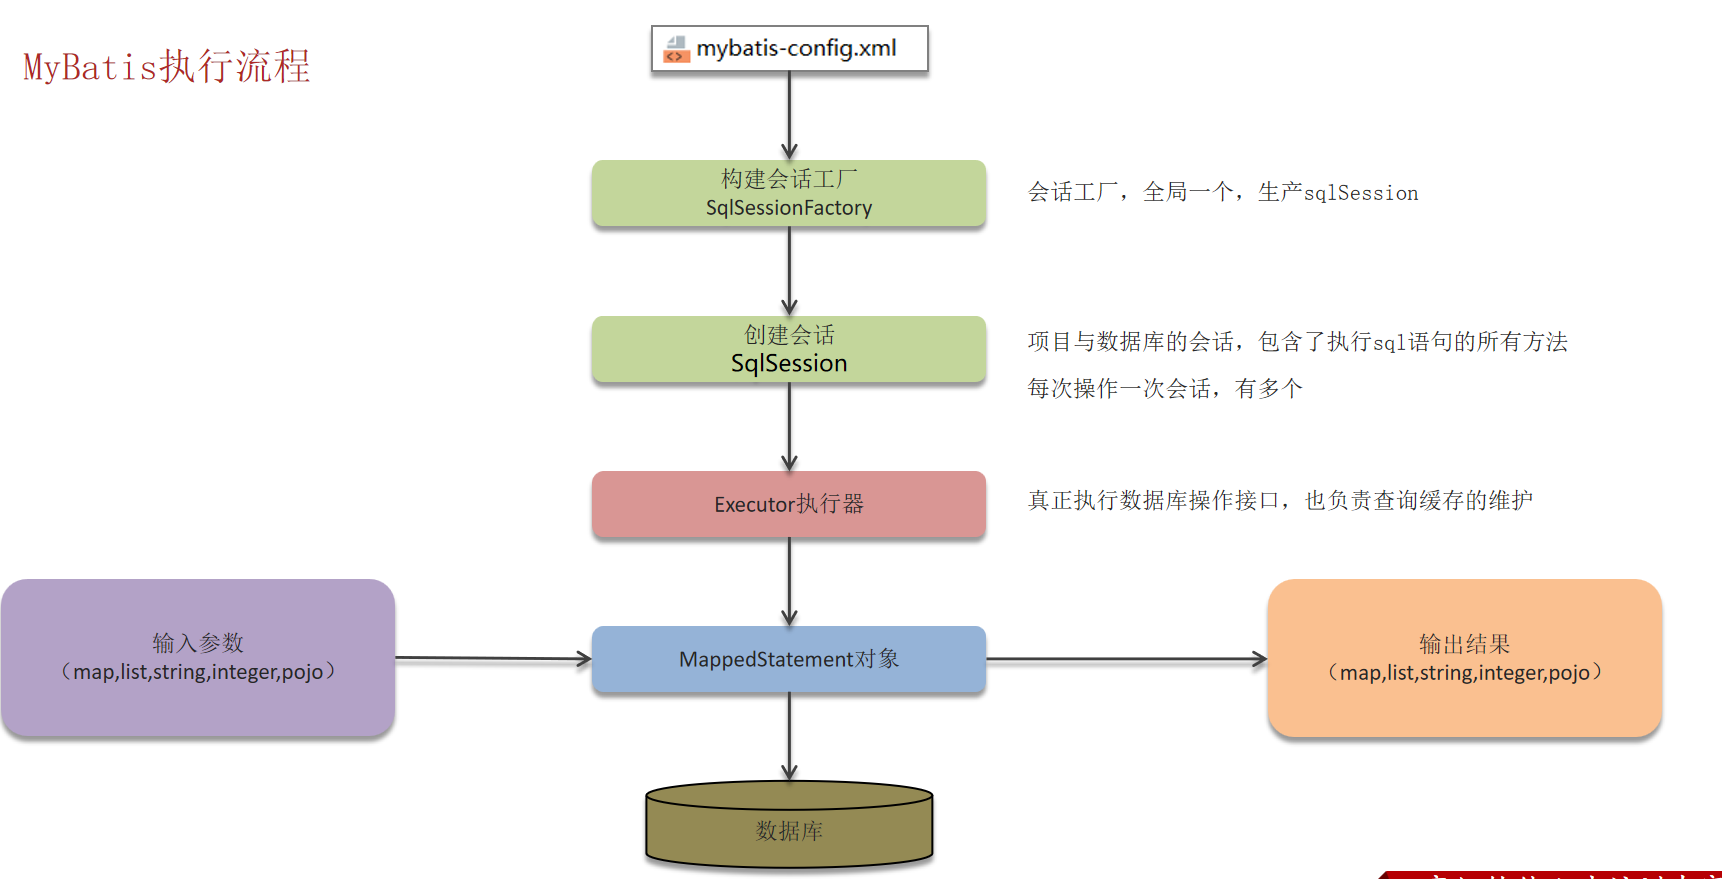 MyBatis执行流程
mybatis-config.xml
构建会话工厂
SqlSessionFactory
会话工厂，全局一个，生产sqlSession
创建会话
SqlSession
项目与数据库的会话，包含了执行sql语句的所有方法
每次操作一次会话，有多个
Executor执行器
真正执行数据库操作接口，也负责查询缓存的维护
输入参数
（map,list,string,integer,pojo）
MappedStatement对象
输出结果
（map,list,string,integer,pojo）
数据库